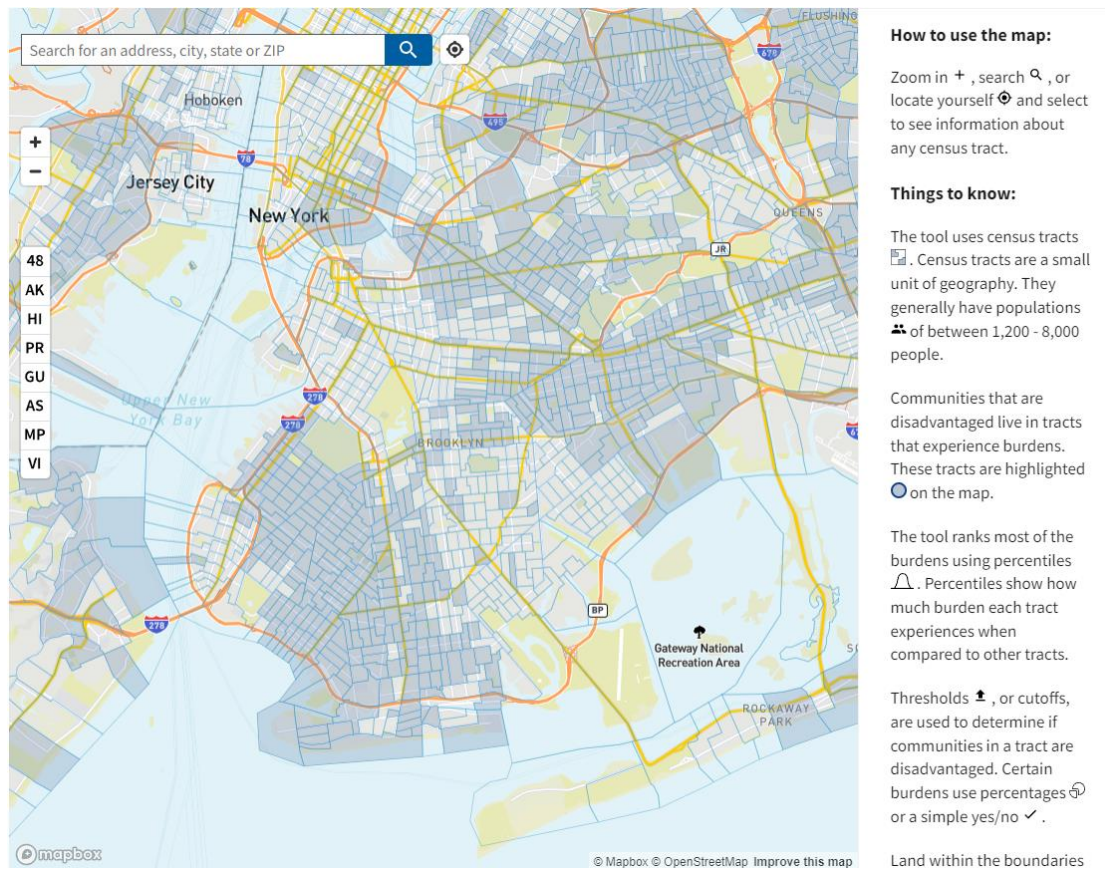 FLUSHING
Search for an address, city, state or ZIP
678
Hoboken
495
+
−
78
Jersey City
New York
QUEENS
JR
48
AK
HI
PR
GU
AS
MP
VI
Upper New
York Bay
278
278
BROOKLYN
BP
278
Gateway National
Recreation Area
ROCKAWAY
PARK
mapbox
© Mapbox © OpenStreetMap Improve this map
How to use the map:
Zoom in + , search , or
locate yourself and select
to see information about
any census tract.
Things to know:
The tool uses census tracts
. Census tracts are a small
unit of geography. They
generally have populations
of between 1,200 - 8,000
people.
Communities that are
disadvantaged live in tracts
that experience burdens.
These tracts are highlighted
on the map.
The tool ranks most of the
burdens using percentiles
. Percentiles show how
much burden each tract
experiences when
compared to other tracts.
Thresholds , or cutoffs,
are used to determine if
communities in a tract are
disadvantaged. Certain
burdens use percentages
or a simple yes/no ✓ .
Land within the boundaries